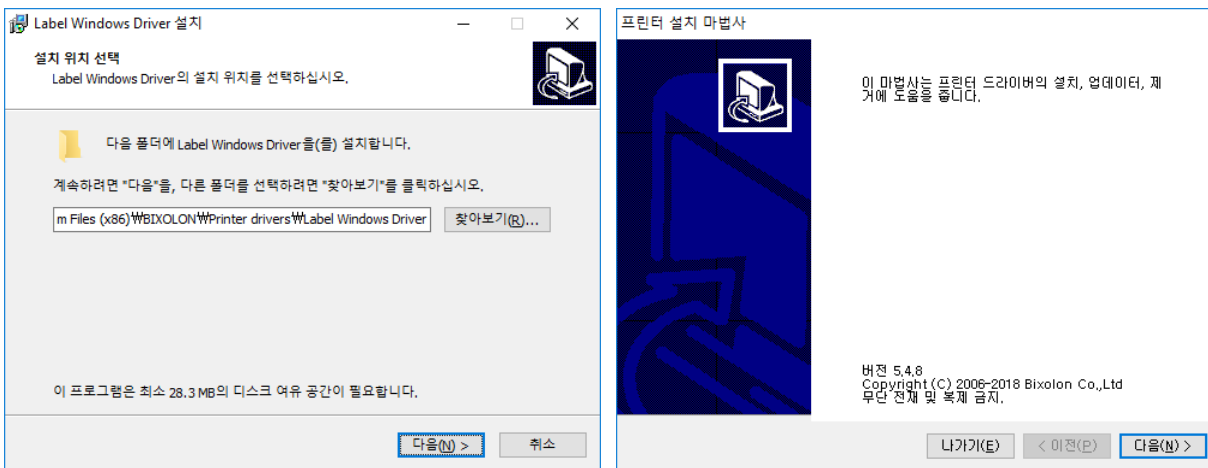 Label Windows Driver 설치
설치 위치 선택
Label Windows Driver의 설치 위치를 선택하십시오.
다음 폴더에 Label Windows Driver을(를) 설치합니다.
계속하려면 "다음"을, 다른 폴더를 선택하려면 "찾아보기"를 클릭하십시오.
m Files (x86)₩BIXOLON₩Printer drivers₩Label Windows Driver
찾아보기(R)...
이 프로그램은 최소 28.3 MB의 디스크 여유 공간이 필요합니다.
다음(N) >
취소
프린터 설치 마법사
이 마법사는 프린터 드라이버의 설치, 업데이터, 제
거에 도움을 줍니다.
버전 5.4.8
Copyright (C) 2006-2018 Bixolon Co.,Ltd
무단 전재 및 복제 금지.
나가기(E)
< 이전(P)
다음(N) >